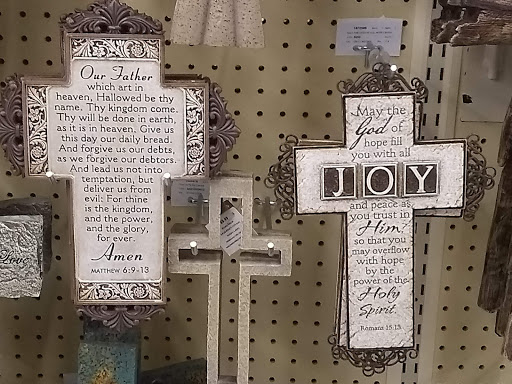 Our Father
which art in
heaven, Hallowed be thy
name. Thy kingdom come.
Thy will be done in earth,
as it is in heaven. Give us
this day our daily bread.
And forgive us our debts,
as we forgive our debtors.
And lead us not into
temptation, but
deliver us from
evil: For thine
is the kingdom,
and the power,
and the glory,
for ever.
Amen
MATTHEW 6:9-13
May the
God of
hope fill
you with all
JOY
and peace as
you trust in
Him,
so that you
may overflow
with hope
by the
power of the
Holy
Spirit.
Romans 15:13
Love